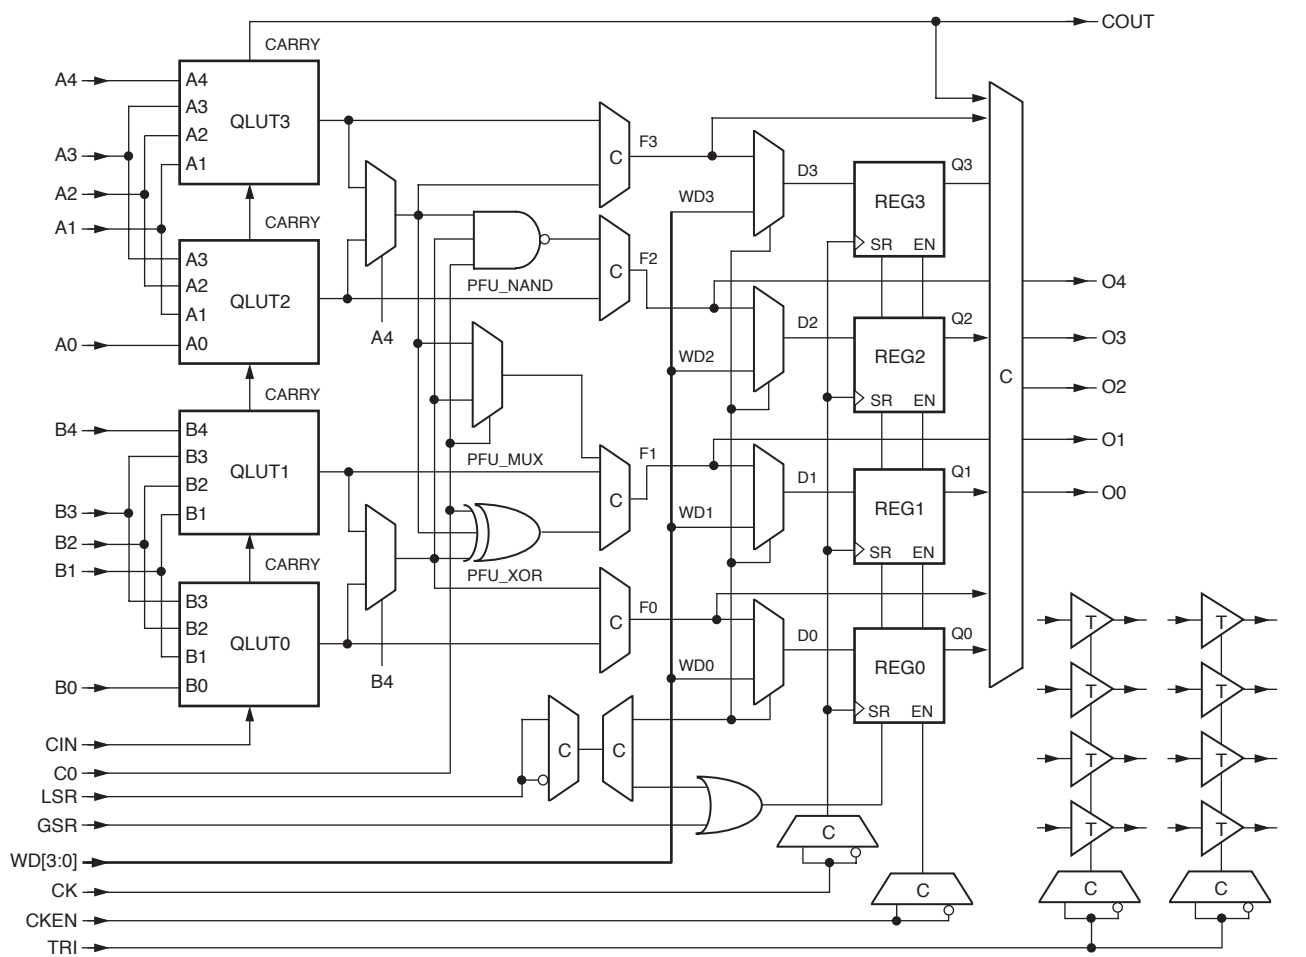 COUT
CARRY
A4
A4
A3
QLUT3
A2
A3
A1
A2
A1
CARRY
A3
A2
QLUT2
A1
A0
A0
CARRY
B4
B4
B3
QLUT1
B2
B3
B1
B2
B1
CARRY
B3
B2
QLUT0
B1
B0
B0
CIN
C0
LSR
GSR
WD[3:0]
CK
CKEN
TRI
A4
B4
PFU_NAND
PFU_MUX
PFU_XOR
C
F3
C
F2
C
F1
C
F0
C
C
WD3
WD2
WD1
WD0
D3
D2
D1
D0
REG3
SR
EN
REG2
SR
EN
REG1
SR
EN
REG0
SR
EN
Q3
Q2
Q1
Q0
C
C
C
O4
O3
O2
O1
O0
T
T
T
T
T
T
T
T
C
C